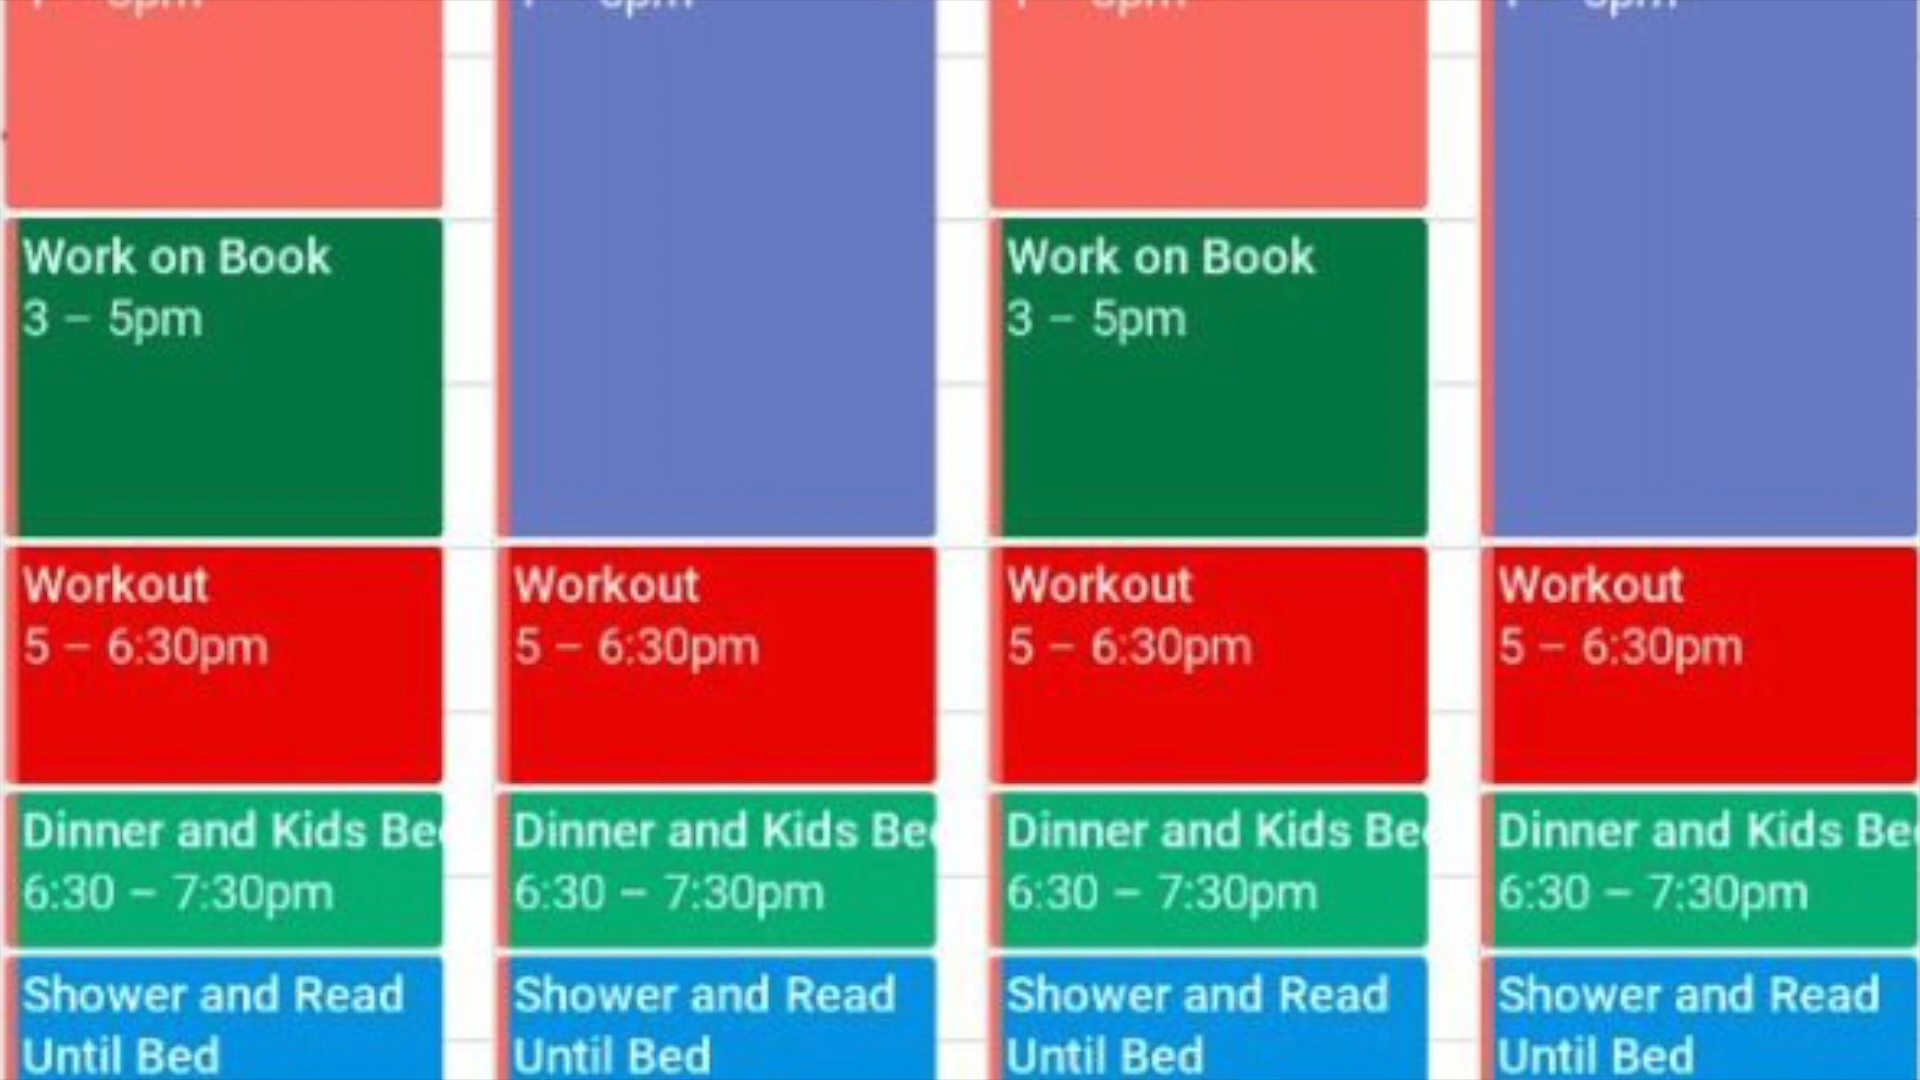 Work on Book
3 – 5pm
Workout
5 – 6:30pm
Dinner and Kids Be
6:30 – 7:30pm
Shower and Read
Until Bed
Workout
5 – 6:30pm
Dinner and Kids Be
6:30 – 7:30pm
Shower and Read
Until Bed
Work on Book
3 – 5pm
Workout
5 – 6:30pm
Dinner and Kids Be
6:30 – 7:30pm
Shower and Read
Until Bed
Workout
5 – 6:30pm
Dinner and Kids Be
6:30 – 7:30pm
Shower and Read
Until Bed